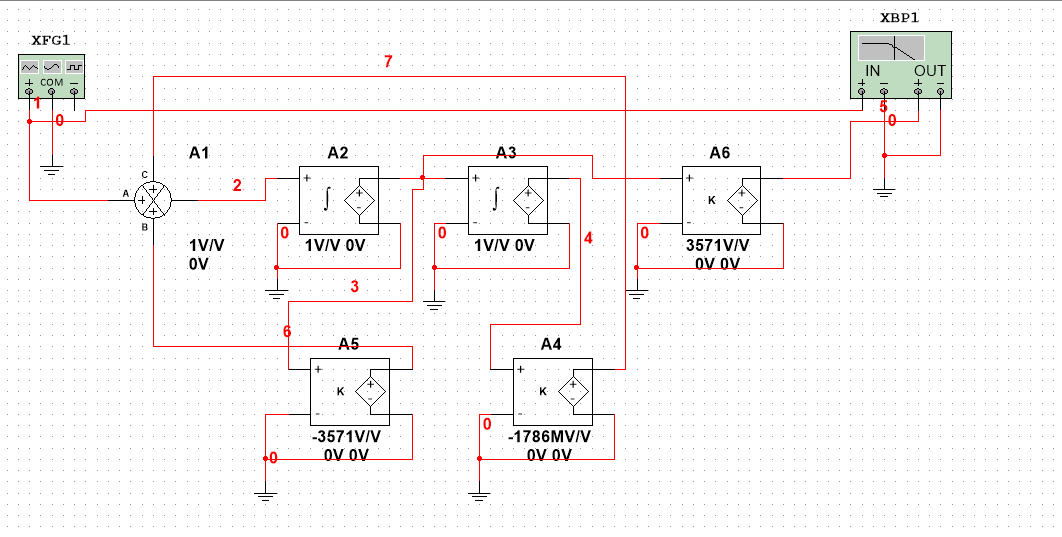 XFG1
XBP1
7
COM
IN
OUT
+
−
+
−
+
−
1
0
5
0
A1
A2
A3
A6
C
A
B
2
+
-
∫
+
-
∫
+
-
K
0
0
0
1V/V
0V
1V/V 0V
1V/V 0V
3571V/V
0V 0V
4
3
6
A5
A4
+
-
K
+
-
K
0
0
-3571V/V
0V 0V
-1786MV/V
0V 0V